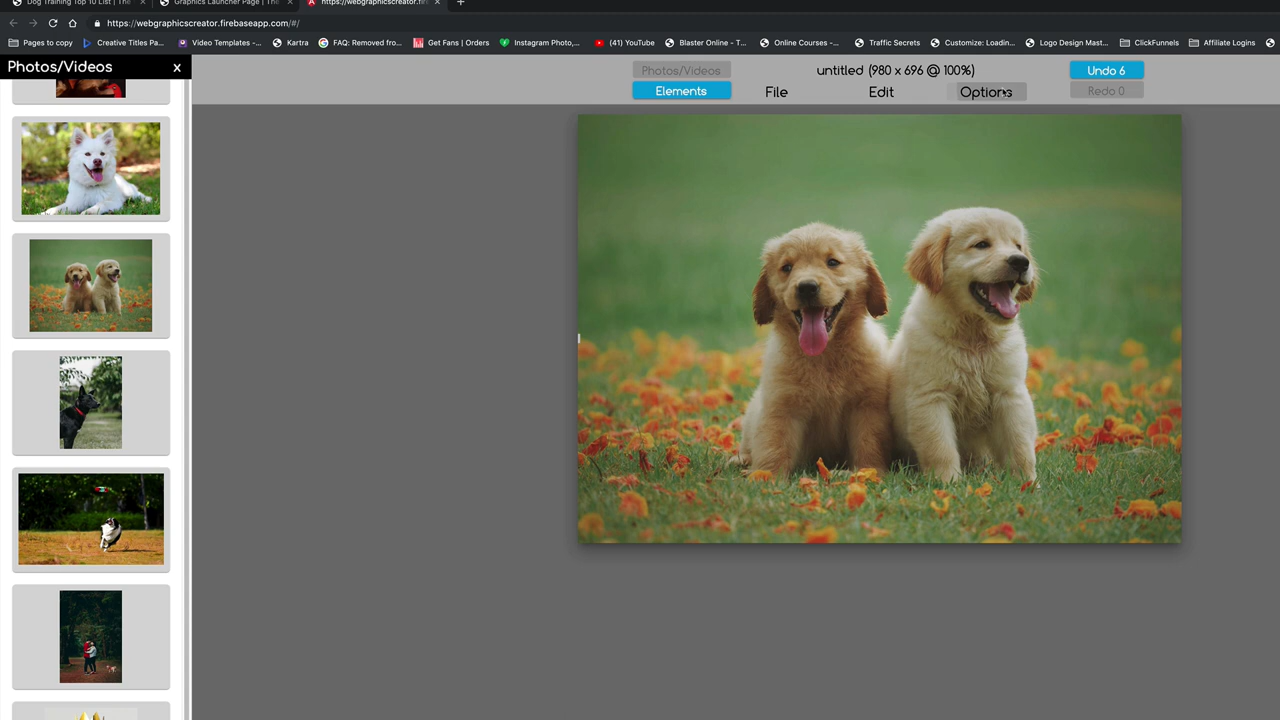 Dog Training Top 10 List | The
Graphics Launcher Page | The
https://webgraphicscreator.fi
https://webgraphicscreator.firebaseapp.com/#/
Pages to copy
Creative Titles Pa...
Video Templates -...
Kartra
FAQ: Removed from...
Get Fans | Orders
Instagram Photo,...
(41) YouTube
Blaster Online - T...
Online Courses -...
Traffic Secrets
Customize: Loadin...
Logo Design Mast...
ClickFunnels
Affiliate Logins
Photos/Videos
x
Photos/Videos
untitled (980 x 696 @ 100%)
Undo 6
Elements
File
Edit
Options
Redo 0